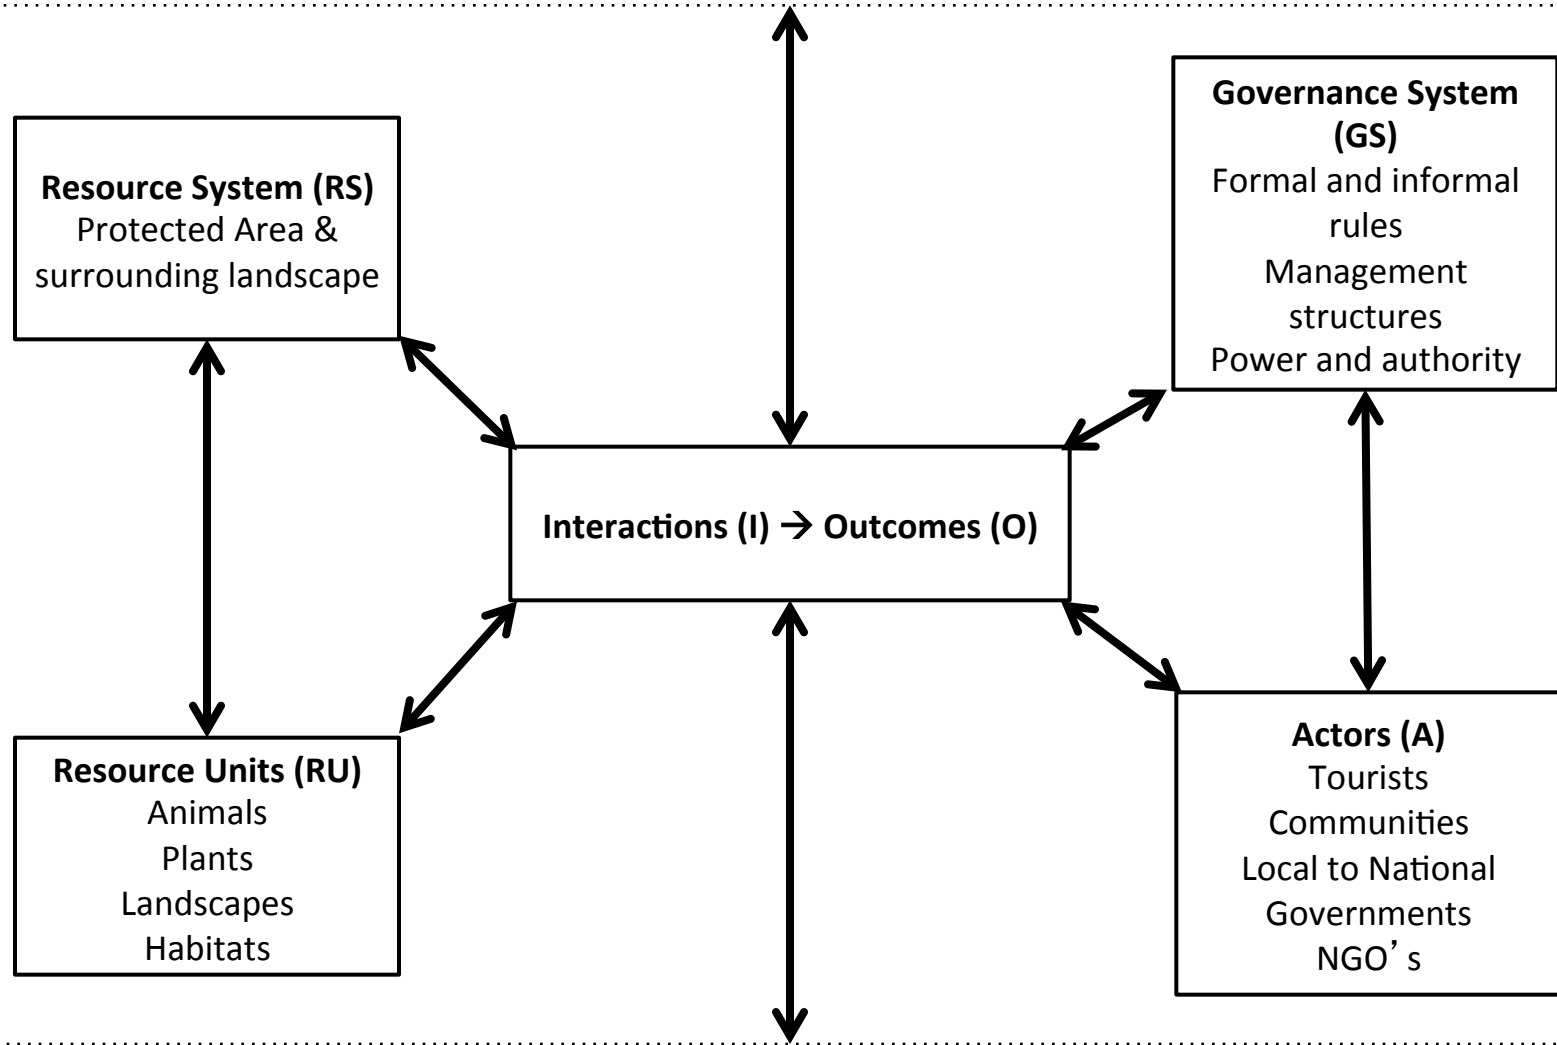 Resource System (RS)
Protected Area &
surrounding landscape
Governance System
(GS)
Formal and informal
rules
Management
structures
Power and authority
Interactions (I) → Outcomes (O)
Resource Units (RU)
Animals
Plants
Landscapes
Habitats
Actors (A)
Tourists
Communities
Local to National
Governments
NGO’ s